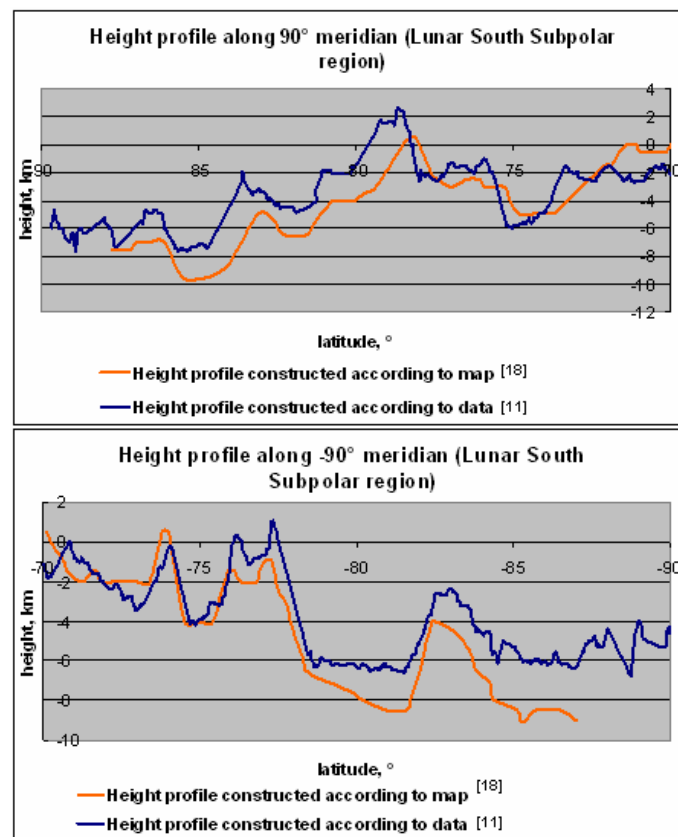 Height profile along 90° meridian (Lunar South Subpolar
region)
4
2
0
90
85
80
75
70
-2
-4
-6
-8
-10
-12
height, km
latitude, °
Height profile constructed according to map [18]
Height profile constructed according to data [11]
Height profile along -90° meridian (Lunar South
Subpolar region)
2
0
-70
-75
-80
-85
-90
-2
-4
-6
-8
-10
height, km
latitude, °
Height profile constructed according to map [18]
Height profile constructed according to data [11]